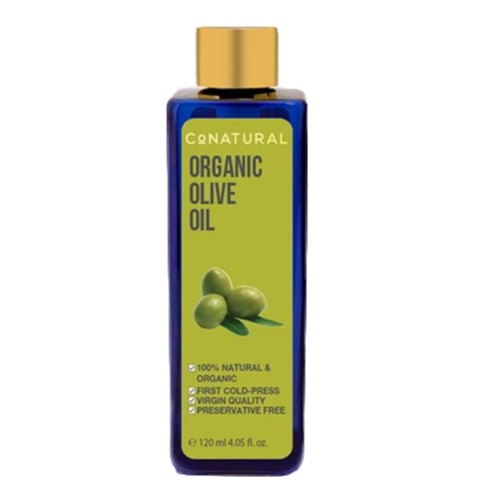 CoNATURAL
ORGANIC
OLIVE
OIL
☑100% NATURAL &
ORGANIC
☑FIRST COLD-PRESS
☑VIRGIN QUALITY
☑PRESERVATIVE FREE
℮ 120 ml 4.05 fl. oz.